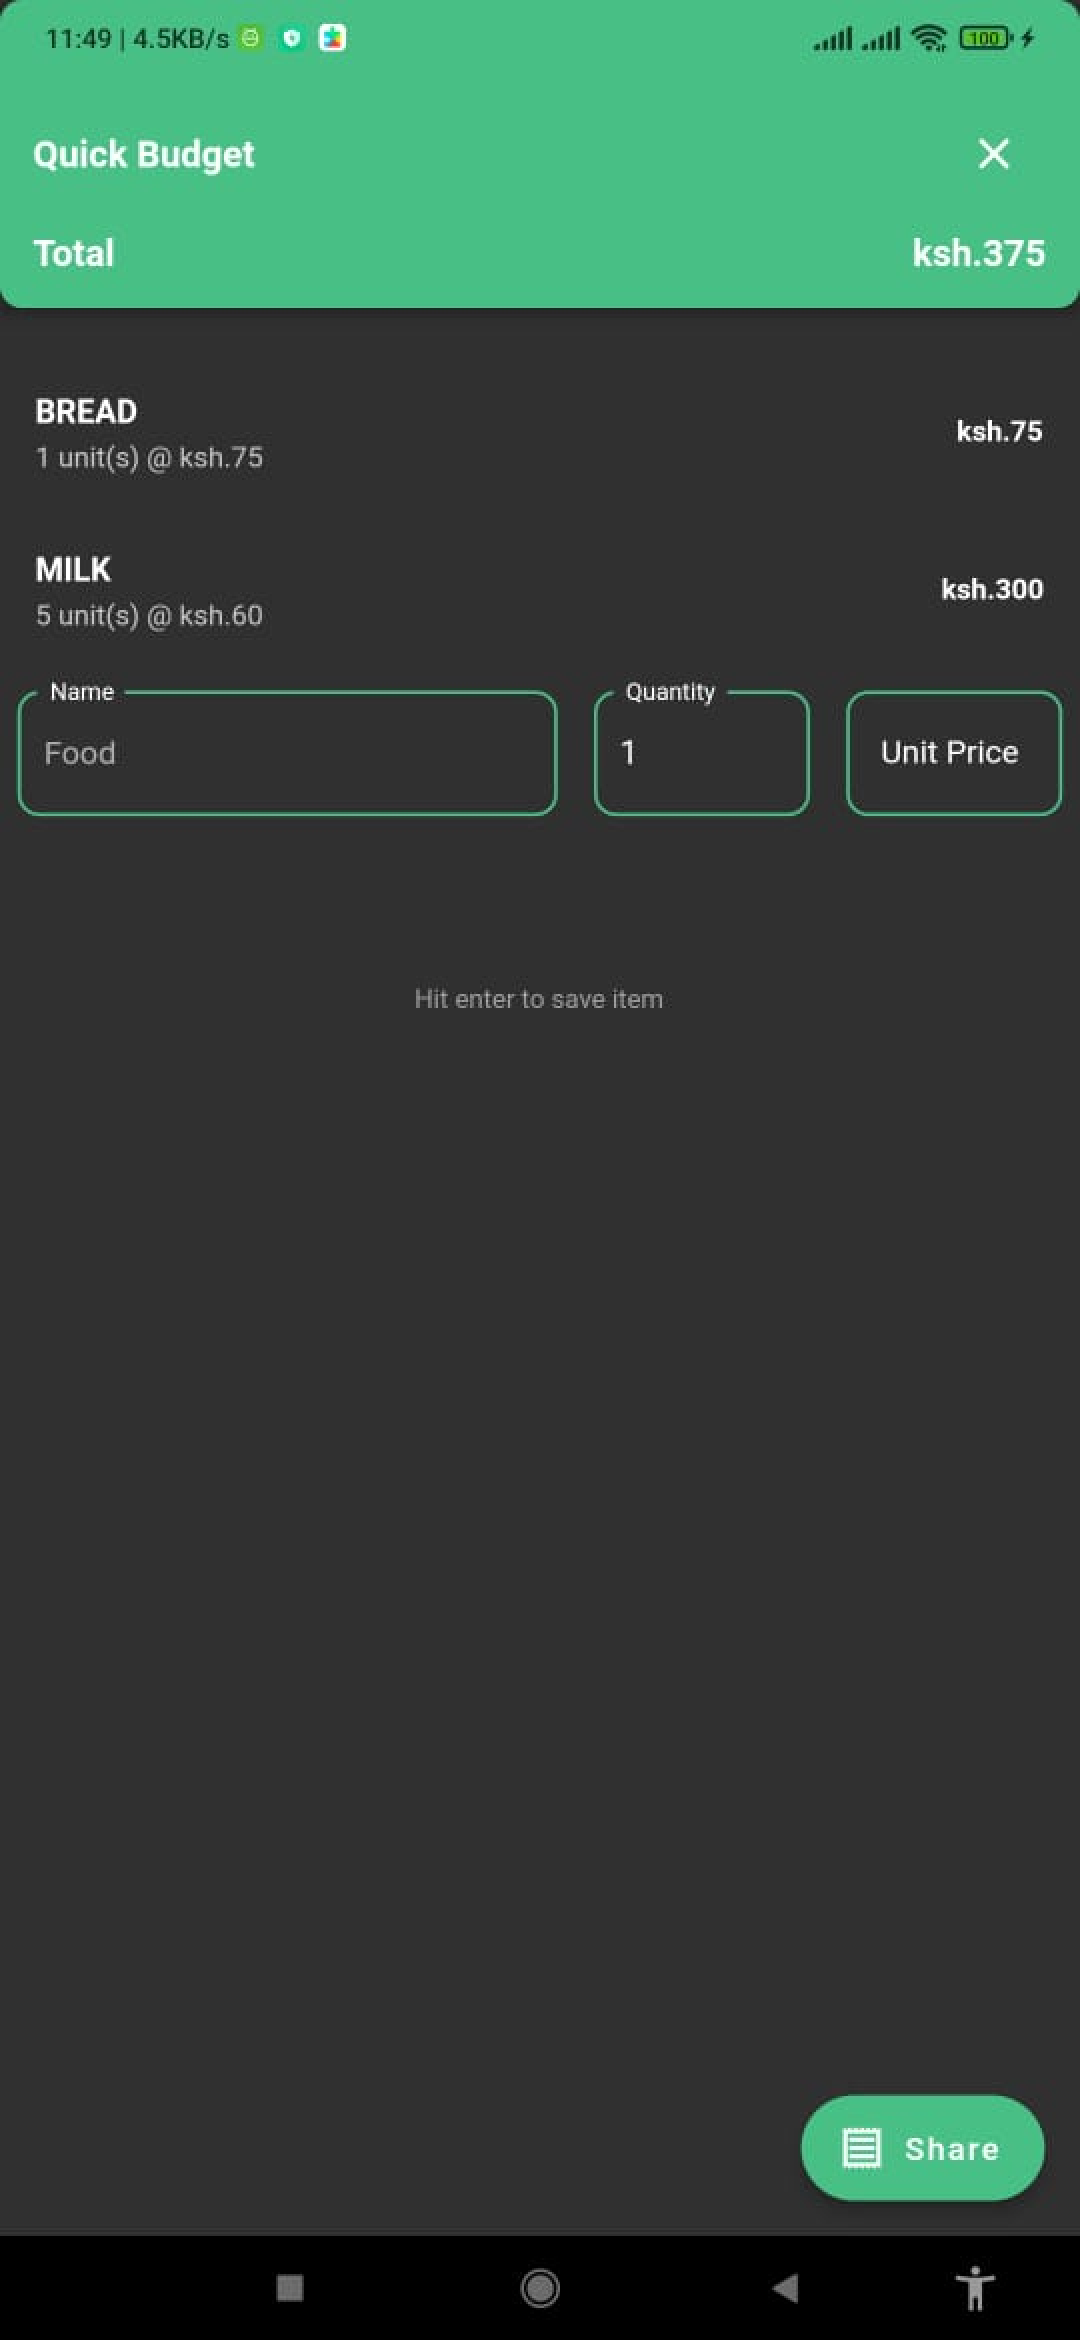 11:49 | 4.5KB/s
100
Quick Budget
Total ksh.375
BREAD
1 unit(s) @ ksh.75
ksh.75
MILK
5 unit(s) @ ksh.60
ksh.300
Name Quantity
Food 1 Unit Price
Hit enter to save item
Share